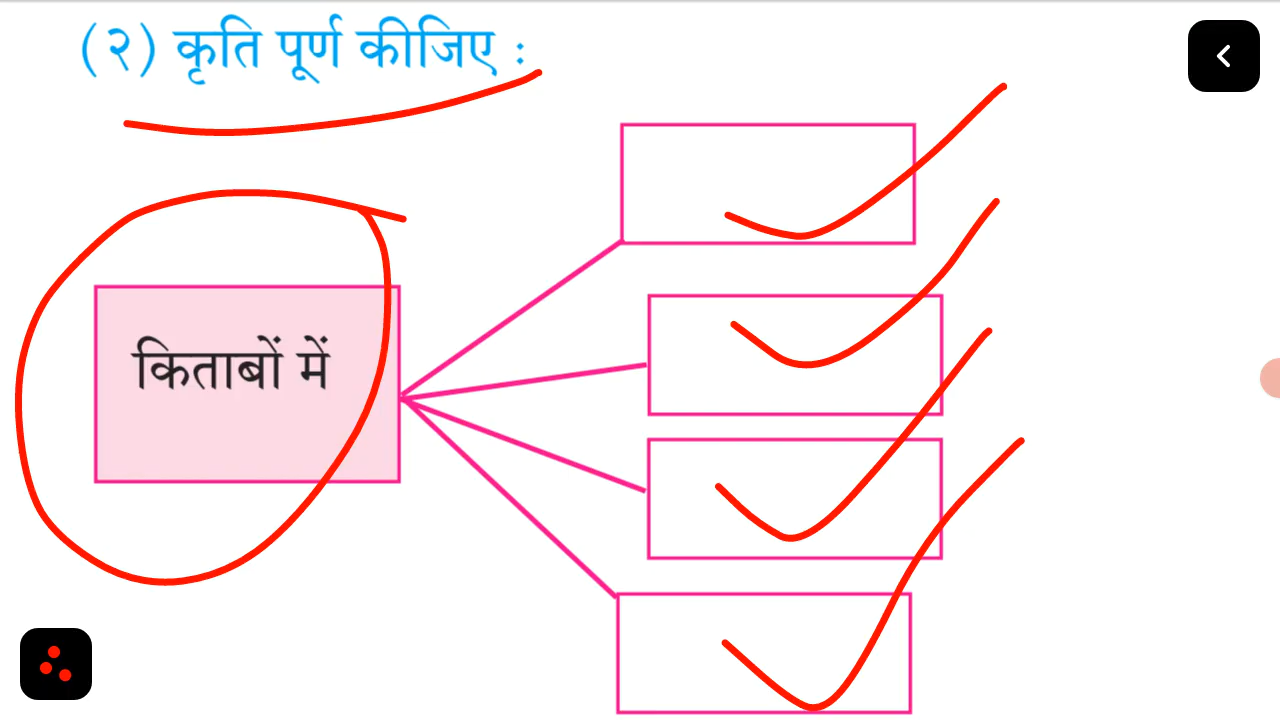 (२) कृति पूर्ण कीजिए :
किताबों में